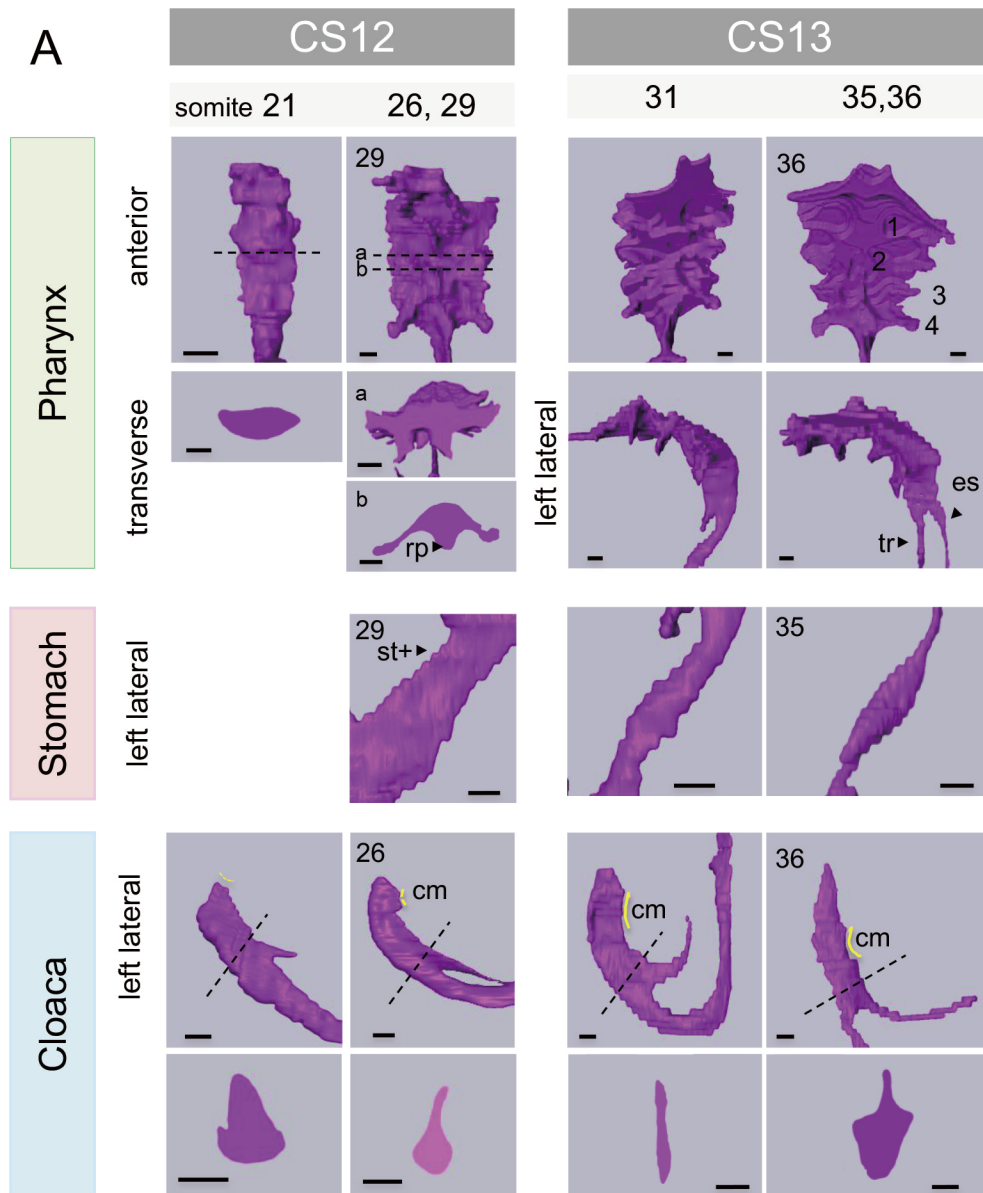 A
CS12
CS13
somite 21
26, 29
31
35,36
Pharynx
anterior
29
a
b
36
1
2
3
4
transverse
a
b
rp
left lateral
es
tr
Stomach
left lateral
29
st+
35
Cloaca
left lateral
26
cm
cm
36
cm